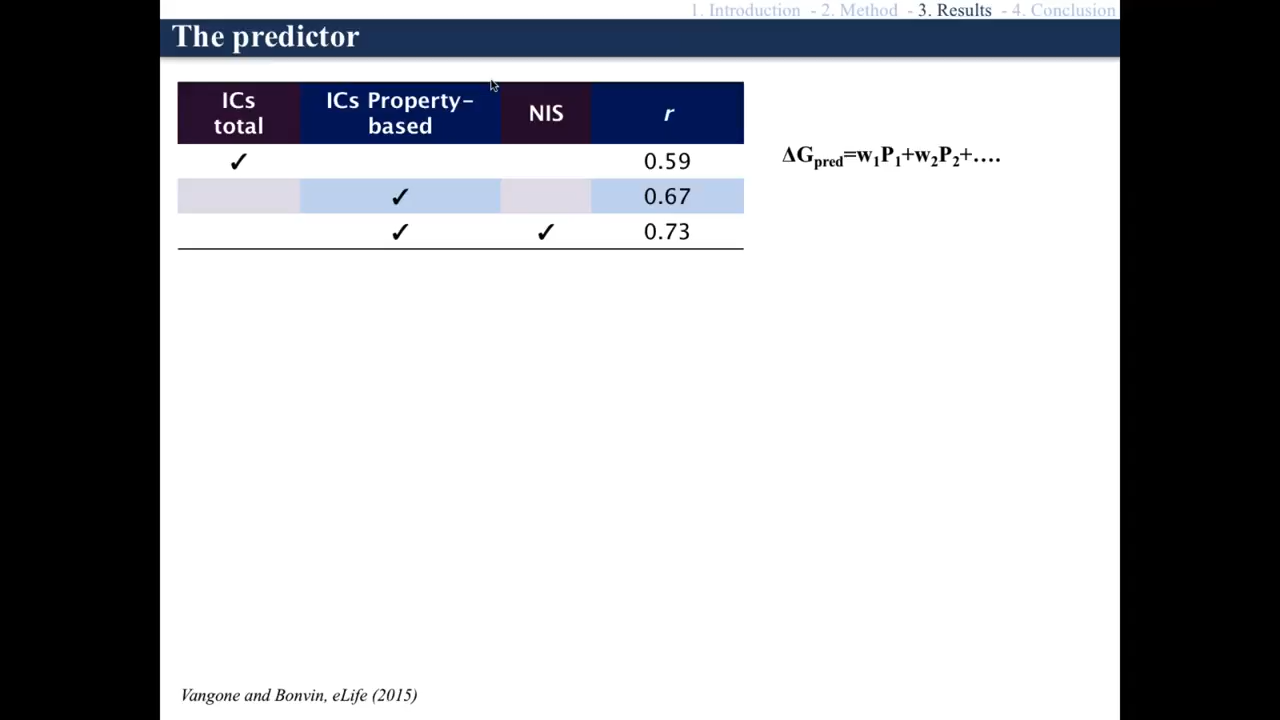 1. Introduction - 2. Method - 3. Results - 4. Conclusion
The predictor
ICs total
ICs Property-based
NIS
r
✓ 0.59
✓ 0.67
✓ ✓ 0.73
ΔGpred=w1P1+w2P2+….
Vangone and Bonvin, eLife (2015)